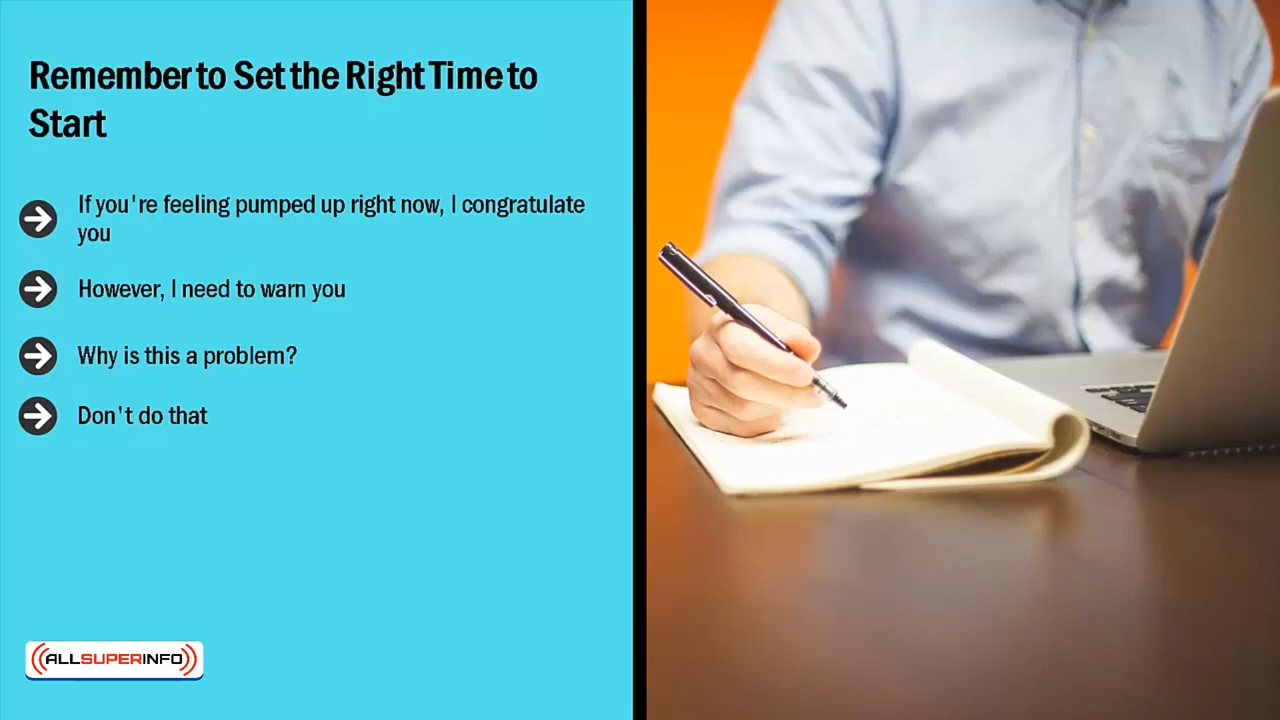 Remember to Set the Right Time to
Start
If you're feeling pumped up right now, I congratulate
you
However, I need to warn you
Why is this a problem?
Don't do that
ALLSUPERINFO